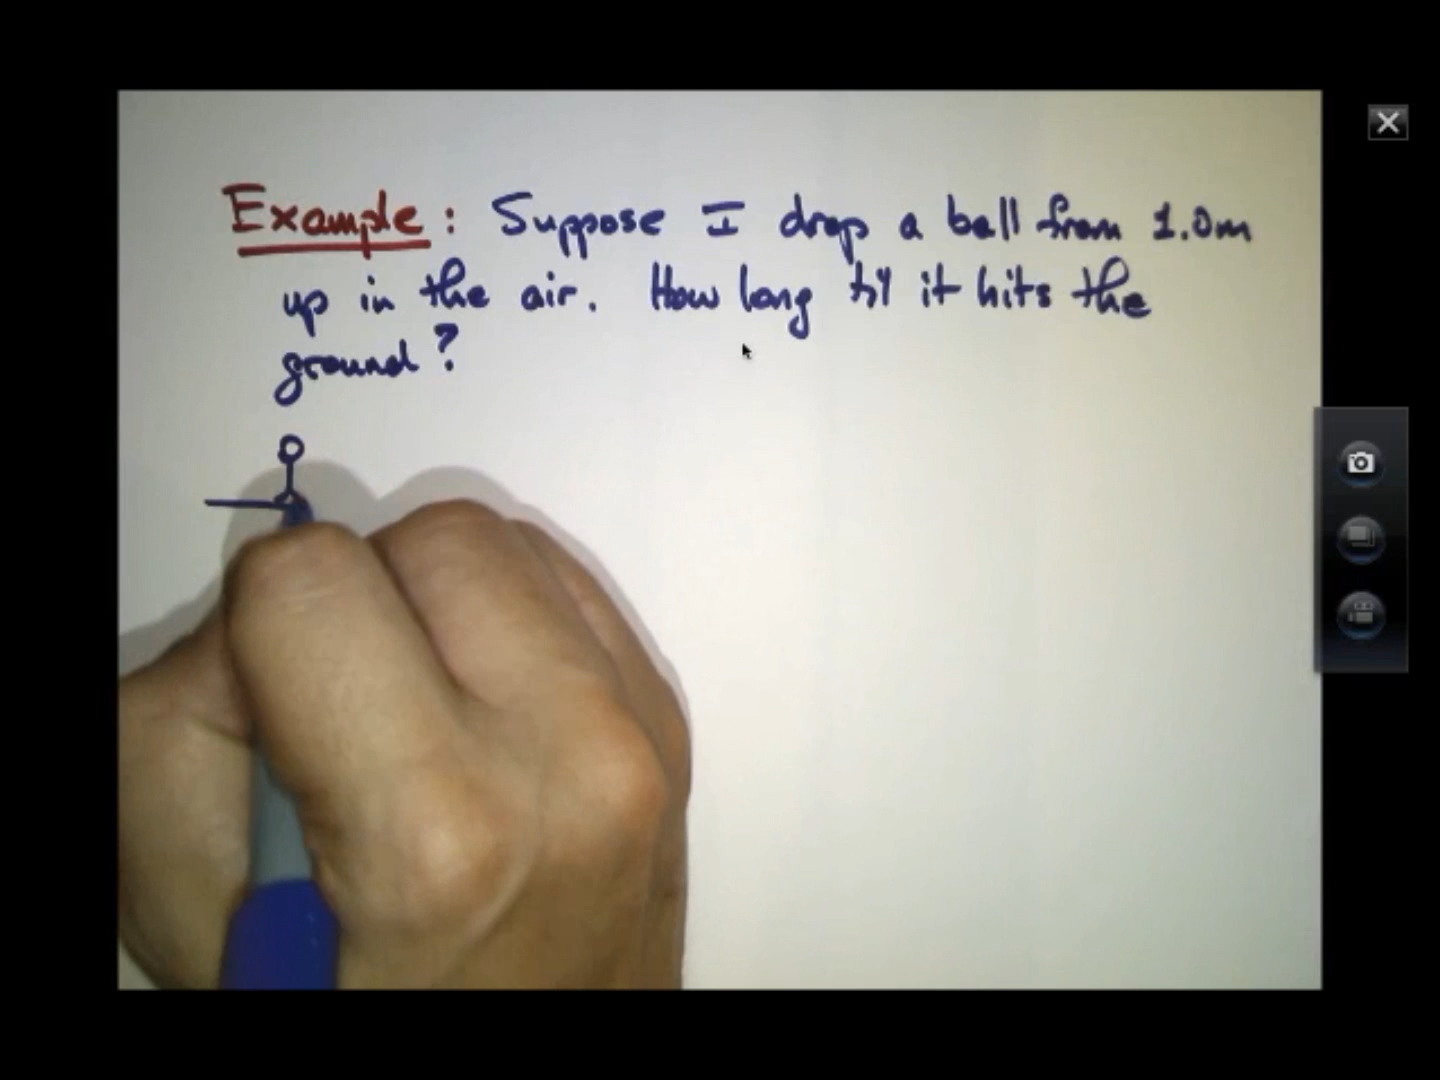 Example: Suppose I drop a ball from 1.0m
up in the air. How long til it hits the
ground?